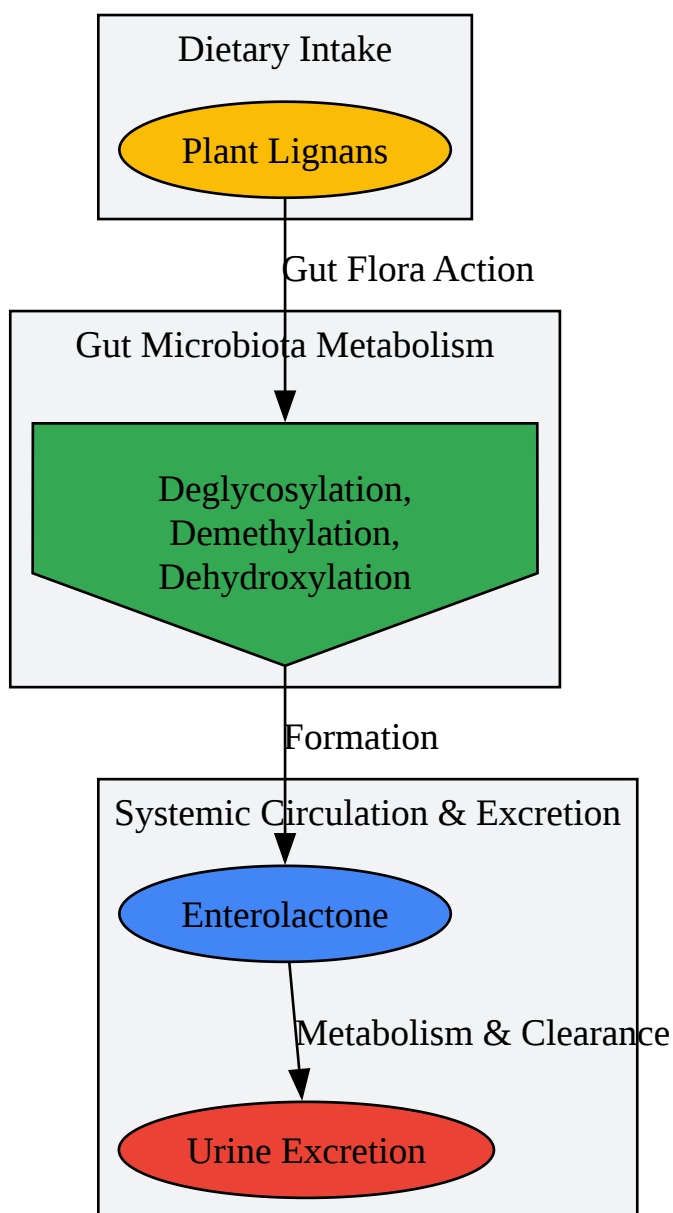 Dietary Intake
Plant Lignans
Gut Flora Action
Gut Microbiota Metabolism
Deglycosylation,
Demethylation,
Dehydroxylation
Formation
Systemic Circulation & Excretion
Enterolactone
Metabolism & Clearance
Urine Excretion